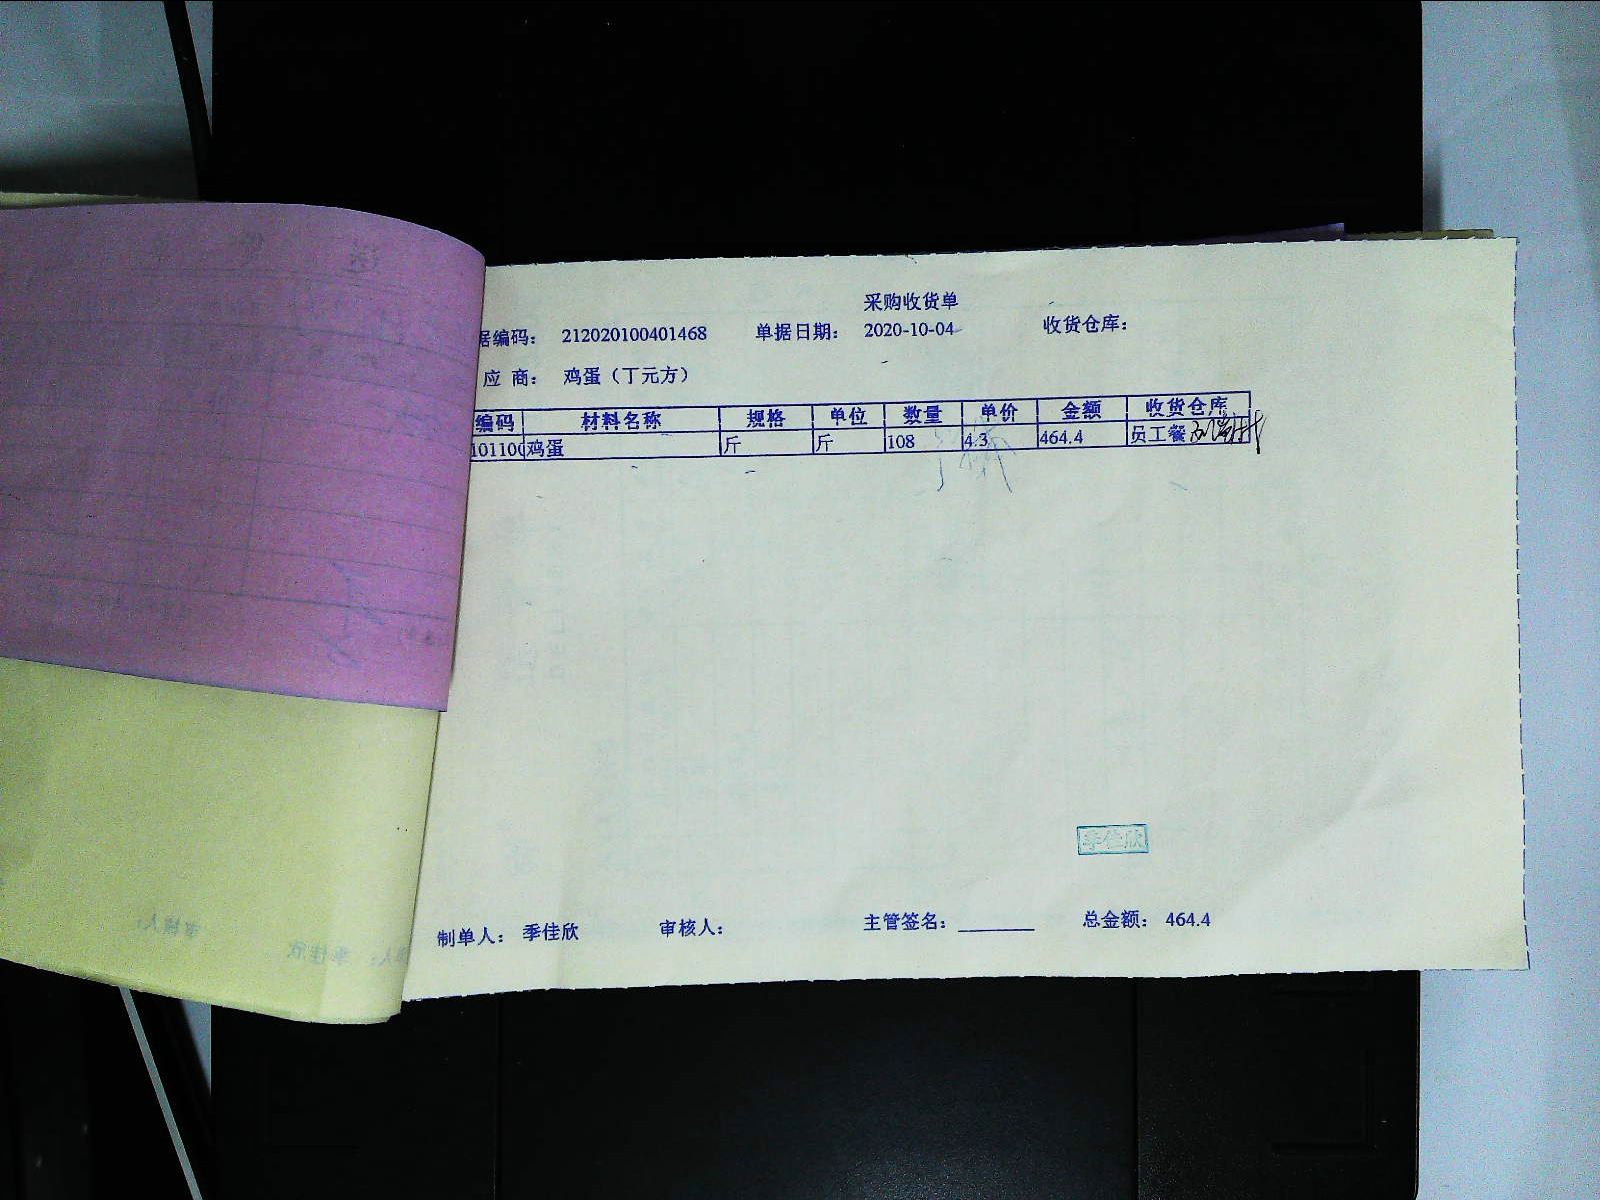 采购收货单
据编码： 212020100401468 单据日期： 2020-10-04 收货仓库：
应 商： 鸡蛋（丁元方）
编码 材料名称 规格 单位 数量 单价 金额 收货仓库
101100 鸡蛋 斤 斤 108 4.3 464.4 员工餐
季佳欣
制单人： 季佳欣 审核人： 主管签名：________ 总金额： 464.4